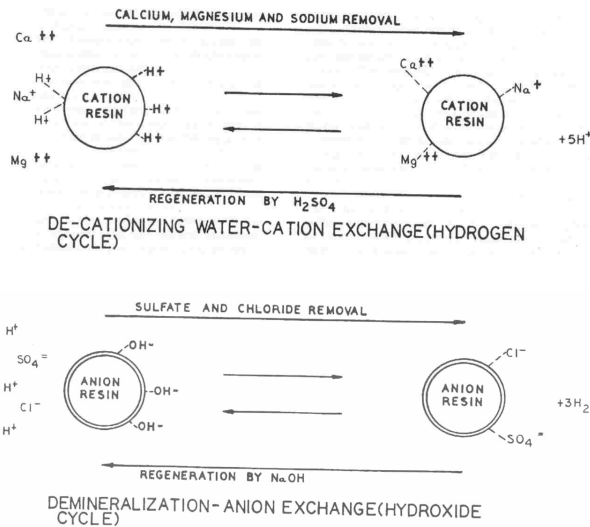 CALCIUM, MAGNESIUM AND SODIUM REMOVAL
Ca ++
H+
Na+
H+
Mg ++
CATION
RESIN
H+
H+
H+
Ca ++
Na+
CATION
RESIN
Mg ++
+5H+
REGENERATION BY H2SO4
DE-CATIONIZING WATER-CATION EXCHANGE(HYDROGEN
CYCLE)
SULFATE AND CHLORIDE REMOVAL
H+
SO4=
H+
Cl-
H+
ANION
RESIN
OH-
OH-
OH-
Cl-
ANION
RESIN
SO4=
+3H2
REGENERATION BY NaOH
DEMINERALIZATION-ANION EXCHANGE(HYDROXIDE
CYCLE)